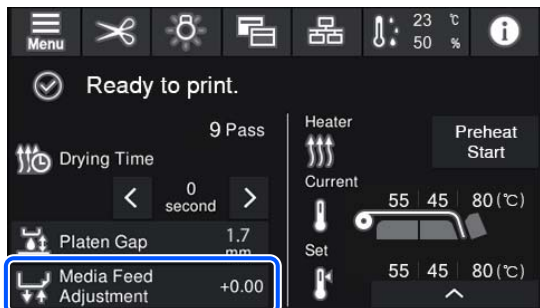 Menu
23 ℃
50 %
i
Ready to print.
9 Pass
Drying Time
0
second
Platen Gap
1.7
mm
Media Feed
Adjustment
+0.00
Heater
Preheat
Start
Current
55 45 80(℃)
Set
55 45 80(℃)